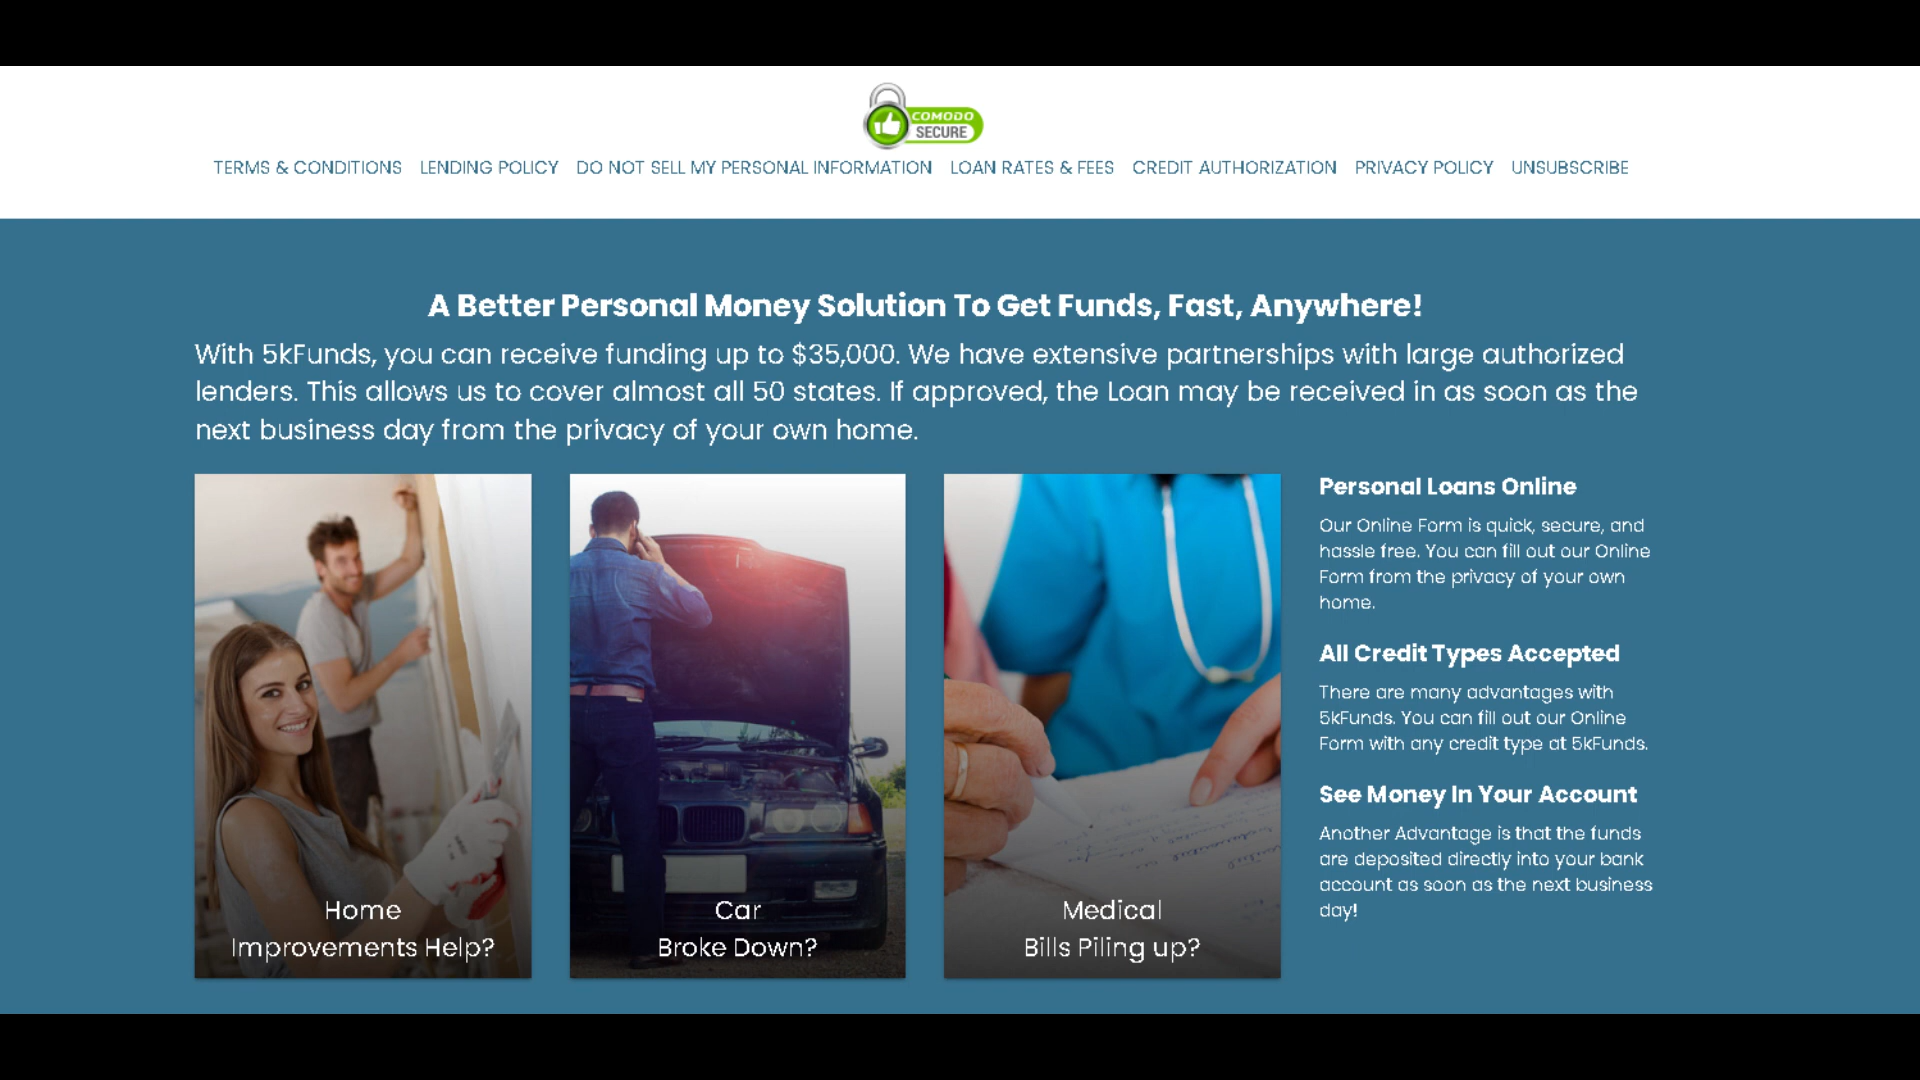 COMODO
SECURE
TERMS & CONDITIONS LENDING POLICY DO NOT SELL MY PERSONAL INFORMATION LOAN RATES & FEES CREDIT AUTHORIZATION PRIVACY POLICY UNSUBSCRIBE
A Better Personal Money Solution To Get Funds, Fast, Anywhere!
With 5kFunds, you can receive funding up to $35,000. We have extensive partnerships with large authorized
lenders. This allows us to cover almost all 50 states. If approved, the Loan may be received in as soon as the
next business day from the privacy of your own home.
Home
Improvements Help?
Car
Broke Down?
Medical
Bills Piling up?
Personal Loans Online
Our Online Form is quick, secure, and
hassle free. You can fill out our Online
Form from the privacy of your own
home.
All Credit Types Accepted
There are many advantages with
5kFunds. You can fill out our Online
Form with any credit type at 5kFunds.
See Money In Your Account
Another Advantage is that the funds
are deposited directly into your bank
account as soon as the next business
day!